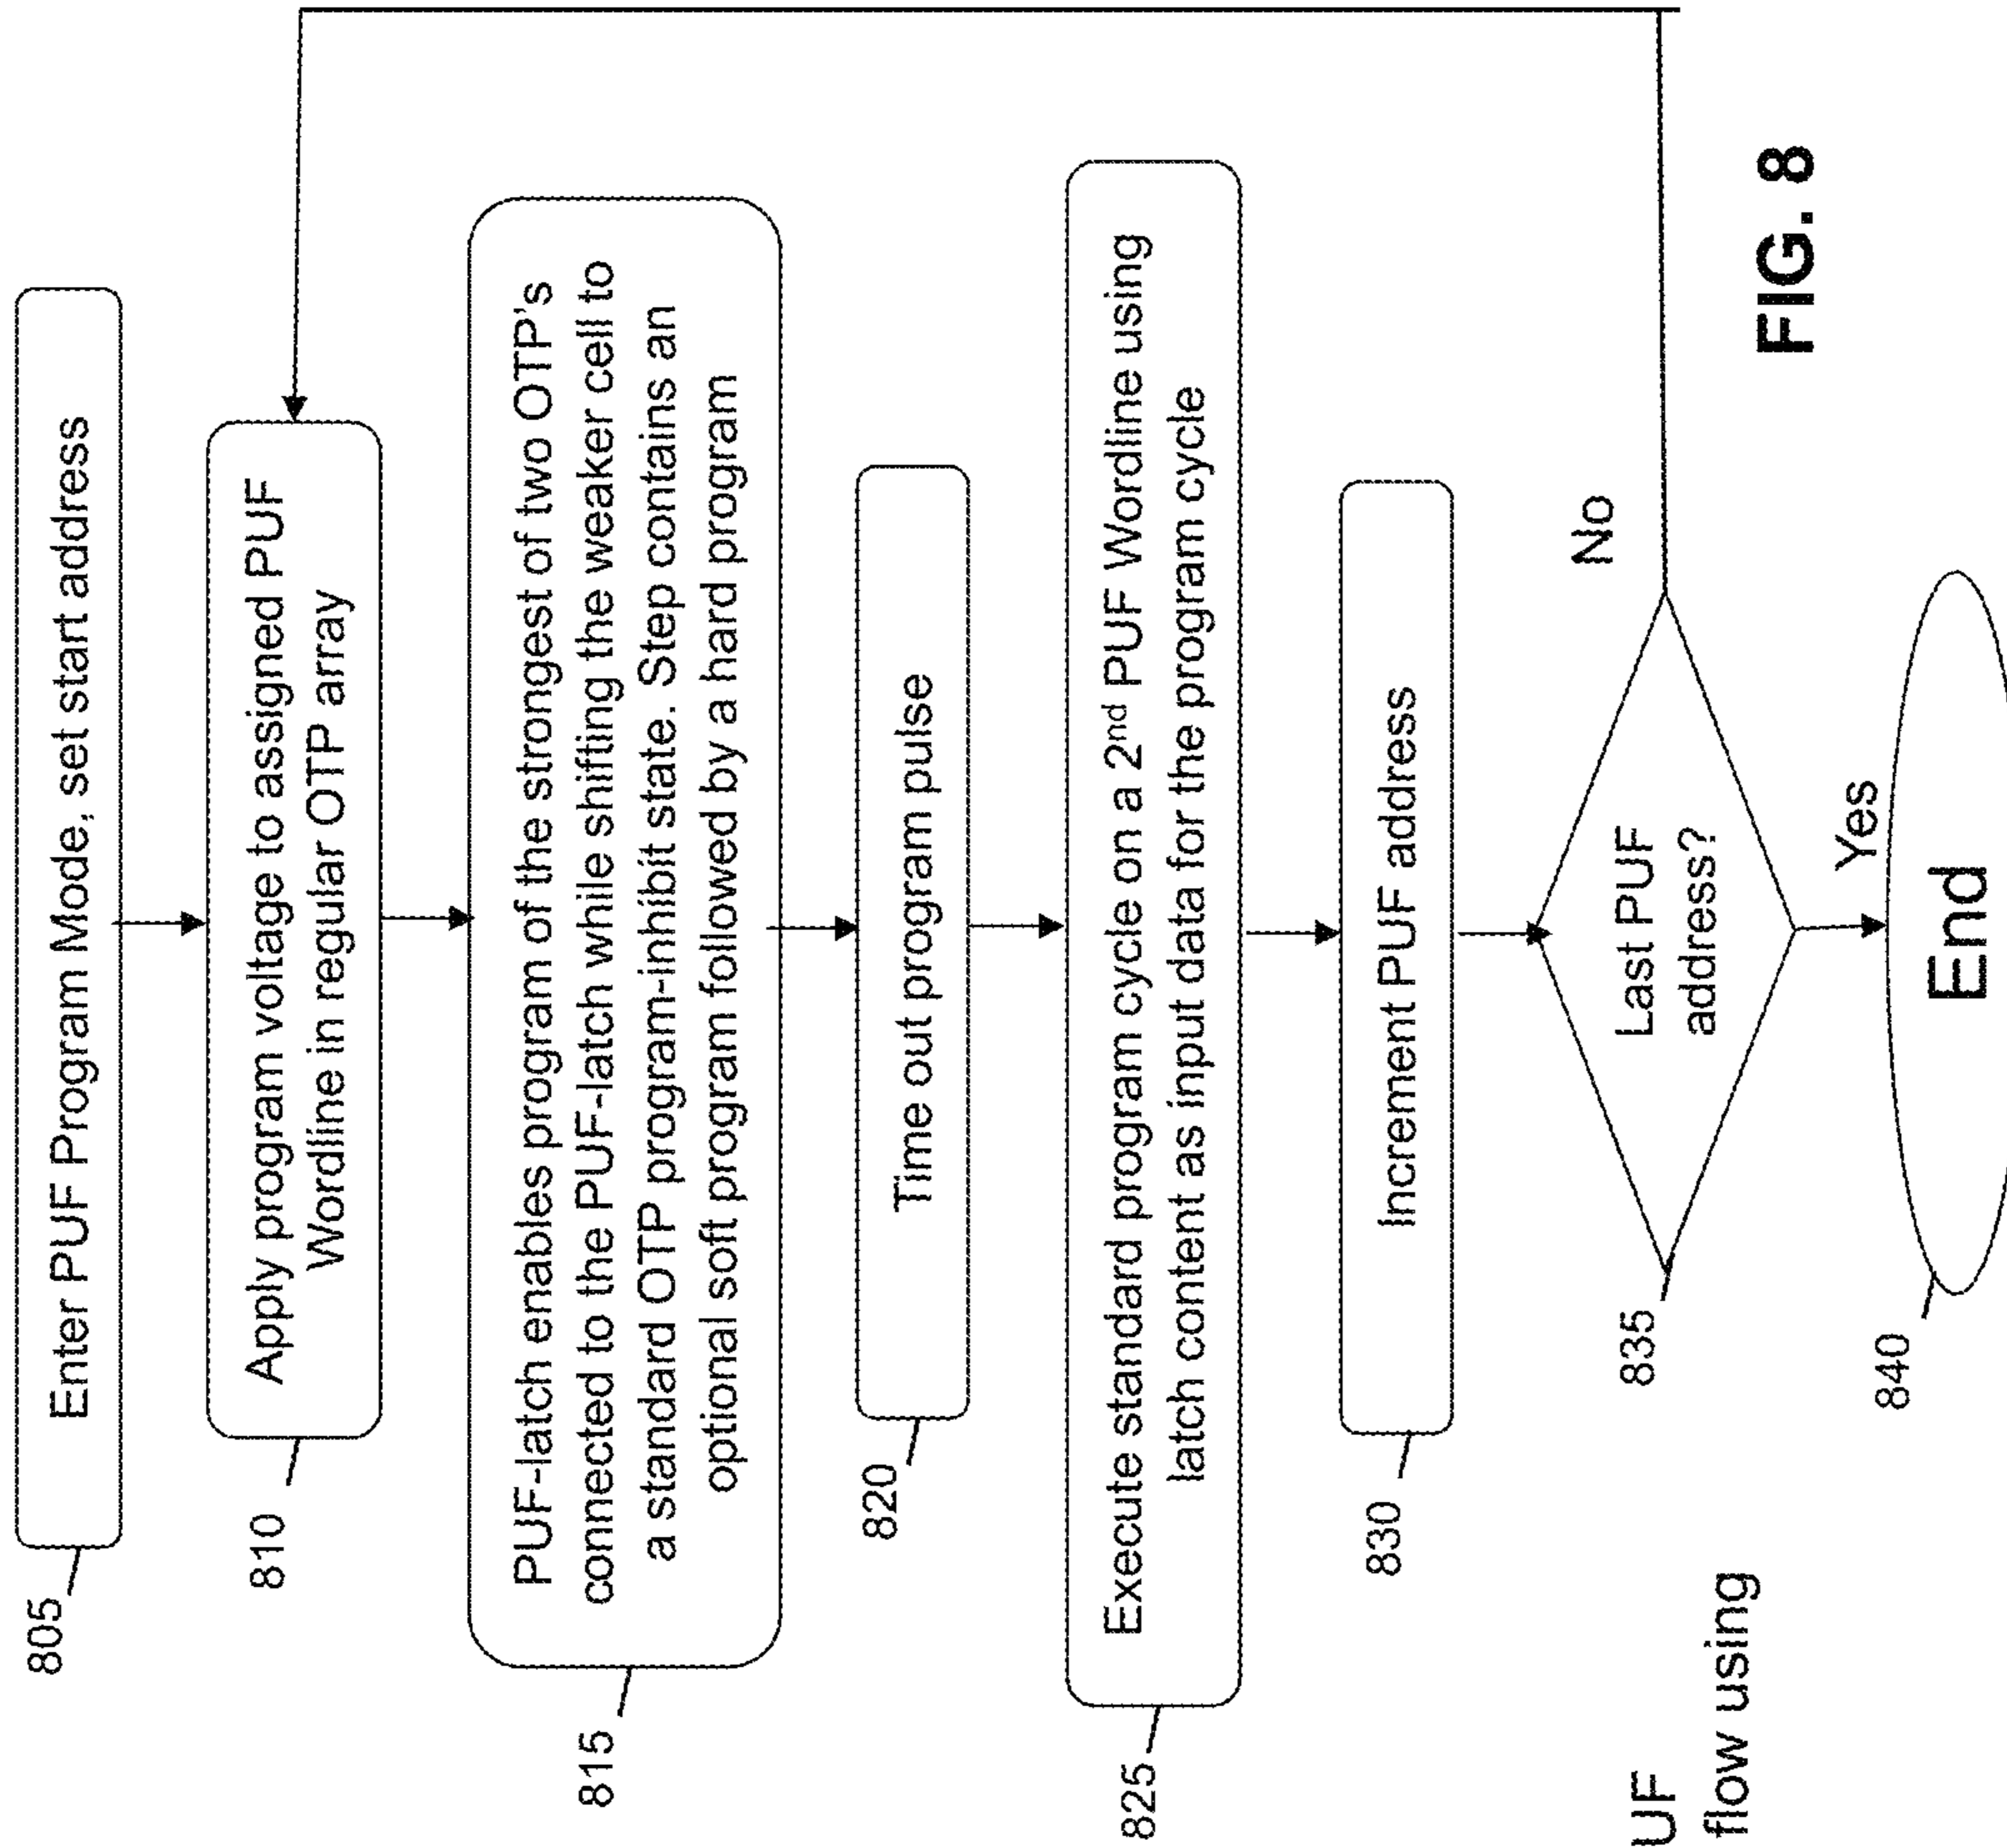 805
Enter PUF Program Mode, set start address
810
Apply program voltage to assigned PUF
Wordline in regular OTP array
815
PUF-latch enables program of the strongest of two OTP's
connected to the PUF-latch while shifting the weaker cell to
a standard OTP program-inhibit state. Step contains an
optional soft program followed by a hard program
820
Time out program pulse
825
Execute standard program cycle on a 2nd PUF Wordline using
latch content as input data for the program cycle
830
Increment PUF address
835
Last PUF
address?
No
Yes
840
End
UF
flow using
FIG. 8